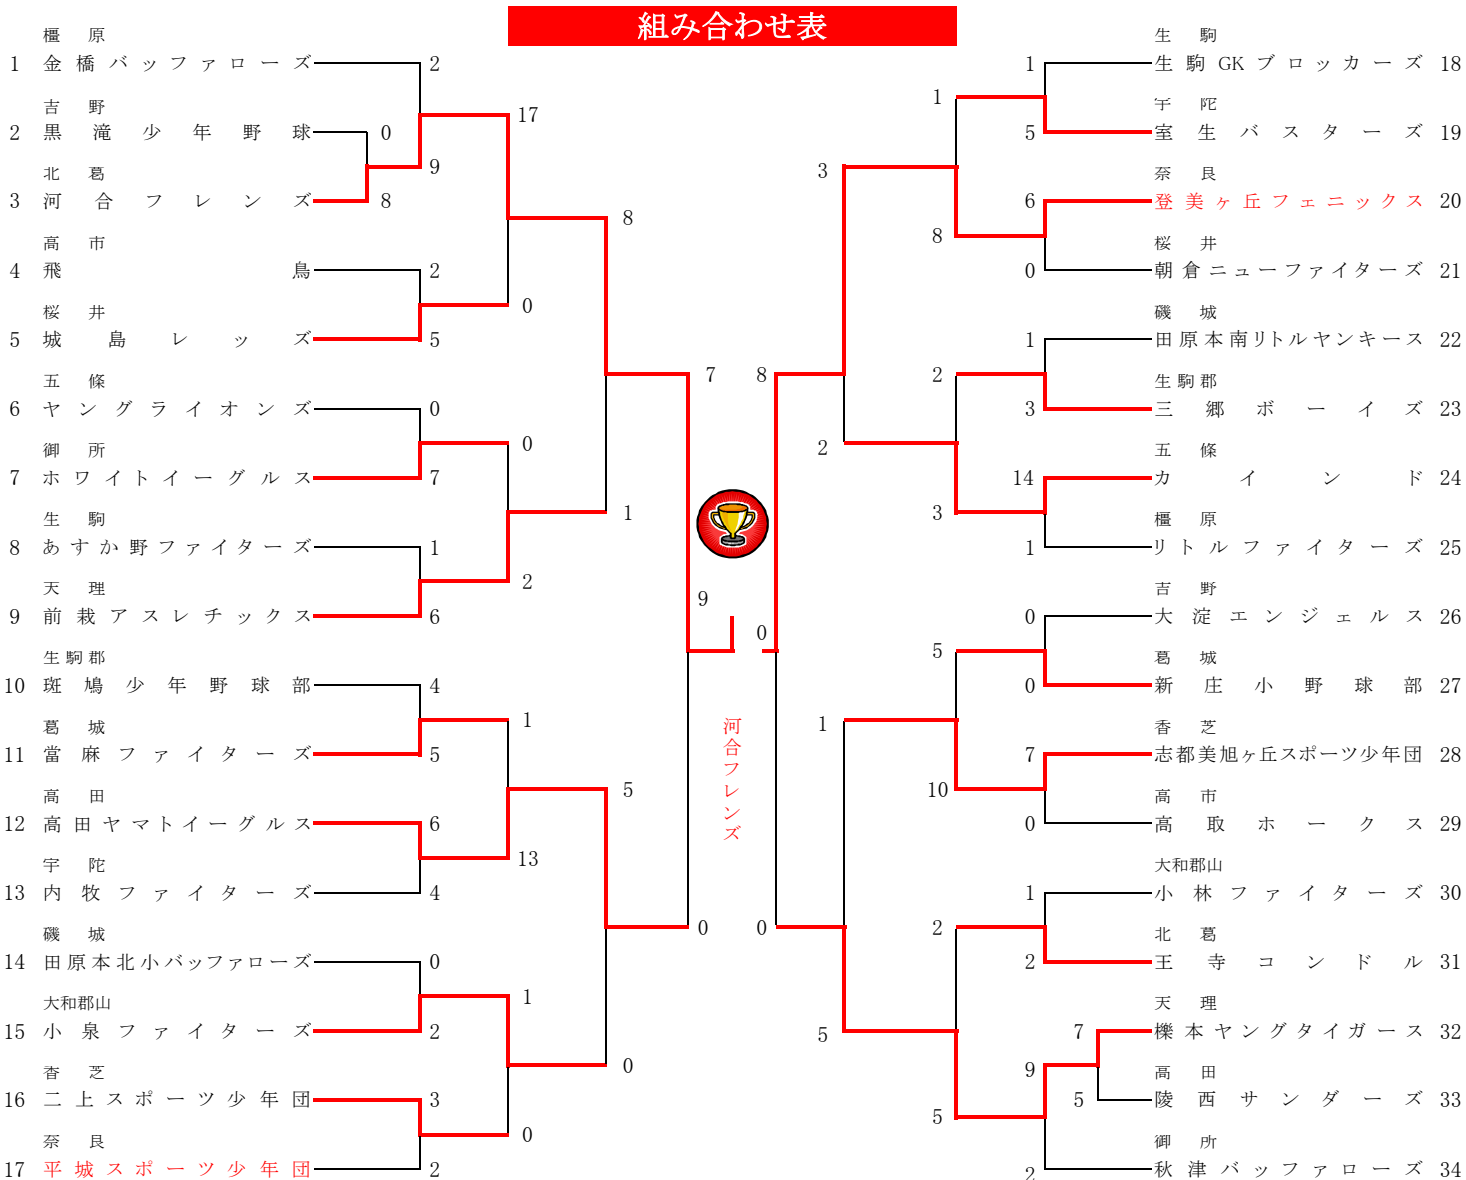 組み合わせ表
橿原
1 金橋バッファローズ 2
吉野
2 黒滝少年野球 0
北葛
3 河合フレンズ 8
9
17
高市
4 飛鳥 2
桜井
5 城島レッズ 5
0
8
五條
6 ヤングライオンズ 0
御所
7 ホワイトイーグルス 7
0
生駒
8 あすか野ファイターズ 1
天理
9 前栽アスレチックス 6
2
1
7
生駒郡
10 斑鳩少年野球部 4
葛城
11 當麻ファイターズ 5
1
高田
12 高田ヤマトイーグルス 6
宇陀
13 内牧ファイターズ 4
13
5
磯城
14 田原本北小バッファローズ 0
大和郡山
15 小泉ファイターズ 2
1
香芝
16 二上スポーツ少年団 3
奈良
17 平城スポーツ少年団 2
0
0
0
9
0
河合フレンズ
生駒
1 生駒GKブロッカーズ 18
宇陀
5 室生バスターズ 19
1
奈良
6 登美ヶ丘フェニックス 20
桜井
0 朝倉ニューファイターズ 21
8
3
磯城
1 田原本南リトルヤンキース 22
生駒郡
3 三郷ボーイズ 23
2
五條
14 カインド 24
橿原
1 リトルファイターズ 25
3
2
8
吉野
0 大淀エンジェルス 26
葛城
0 新庄小野球部 27
5
香芝
7 志都美旭ヶ丘スポーツ少年団 28
高市
0 高取ホークス 29
10
1
大和郡山
1 小林ファイターズ 30
北葛
2 王寺コンドル 31
2
天理
7 櫟本ヤングタイガース 32
高田
5 陵西サンダーズ 33
9
御所
2 秋津バッファローズ 34
5
5
0